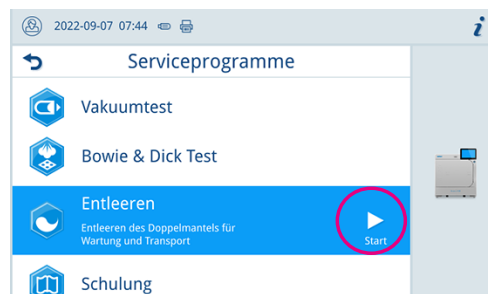 2022-09-07 07:44
i
Serviceprogramme
Vakuumtest
Bowie & Dick Test
Entleeren
Entleeren des Doppelmantels für
Wartung und Transport
Start
Schulung